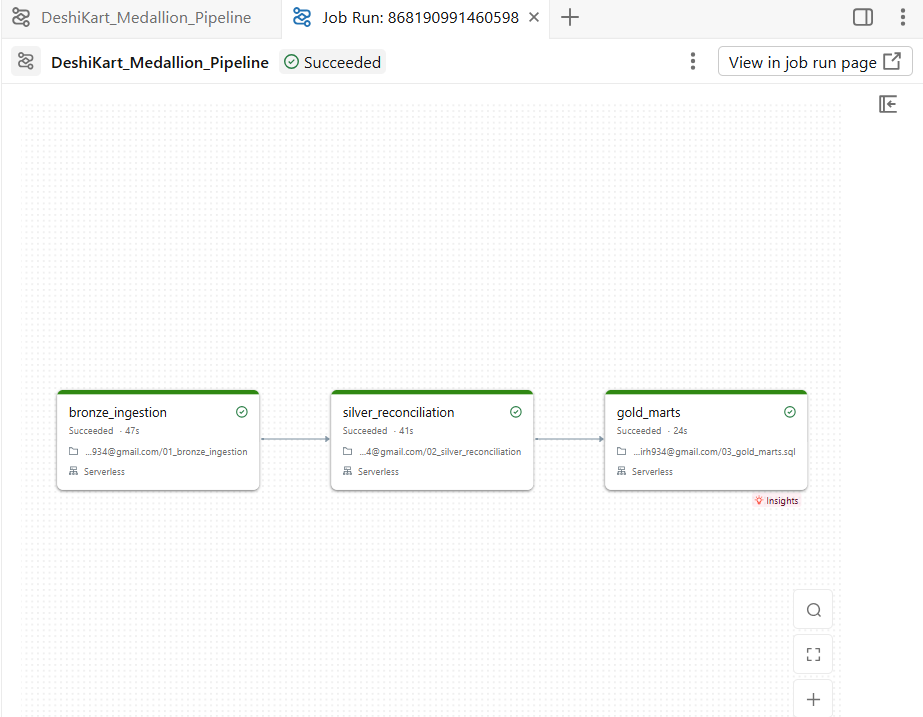 DeshiKart_Medallion_Pipeline
Job Run: 868190991460598
DeshiKart_Medallion_Pipeline Succeeded
View in job run page
bronze_ingestion
Succeeded · 47s
...934@gmail.com/01_bronze_ingestion
Serverless
silver_reconciliation
Succeeded · 41s
...4@gmail.com/02_silver_reconciliation
Serverless
gold_marts
Succeeded · 24s
...irh934@gmail.com/03_gold_marts.sql
Serverless
Insights